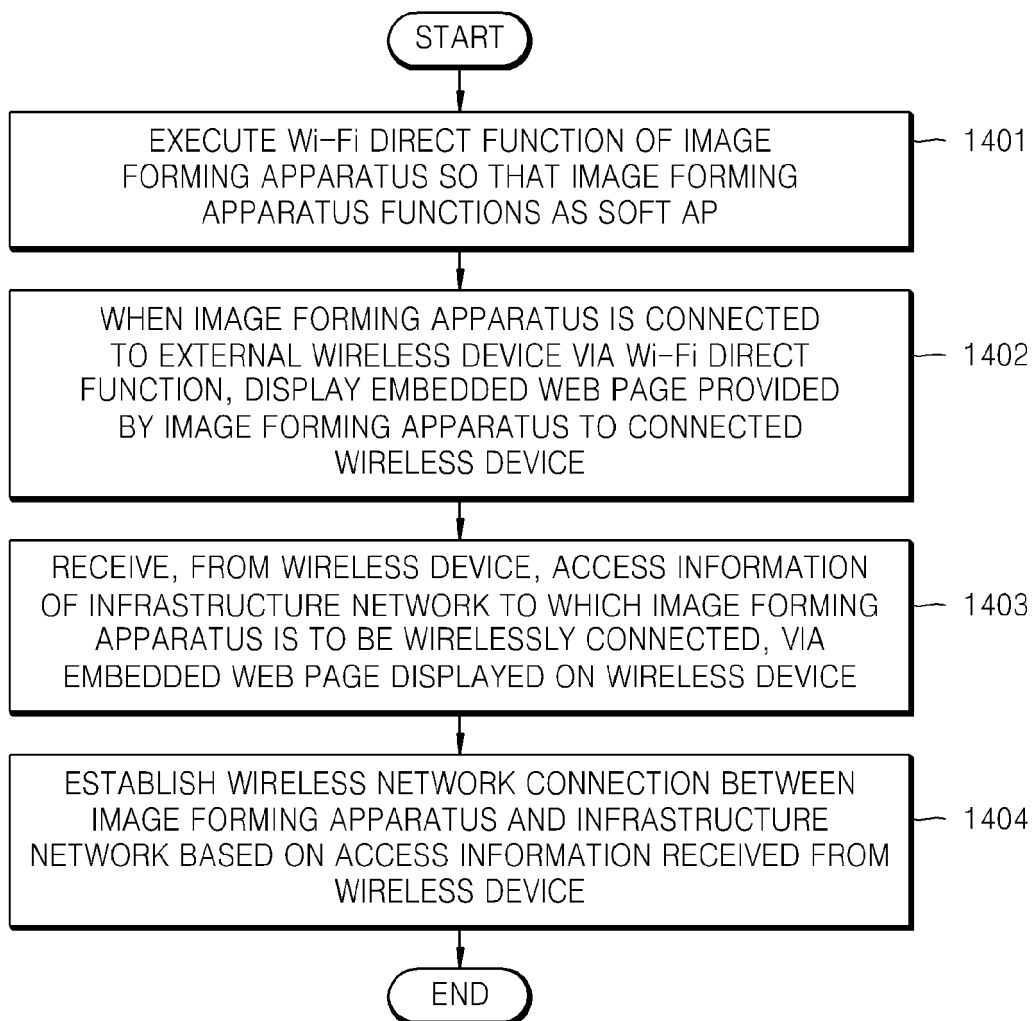 START
EXECUTE Wi-Fi DIRECT FUNCTION OF IMAGE
FORMING APPARATUS SO THAT IMAGE FORMING
APPARATUS FUNCTIONS AS SOFT AP
1401
WHEN IMAGE FORMING APPARATUS IS CONNECTED
TO EXTERNAL WIRELESS DEVICE VIA Wi-Fi DIRECT
FUNCTION, DISPLAY EMBEDDED WEB PAGE PROVIDED
BY IMAGE FORMING APPARATUS TO CONNECTED
WIRELESS DEVICE
1402
RECEIVE, FROM WIRELESS DEVICE, ACCESS INFORMATION
OF INFRASTRUCTURE NETWORK TO WHICH IMAGE FORMING
APPARATUS IS TO BE WIRELESSLY CONNECTED, VIA
EMBEDDED WEB PAGE DISPLAYED ON WIRELESS DEVICE
1403
ESTABLISH WIRELESS NETWORK CONNECTION BETWEEN
IMAGE FORMING APPARATUS AND INFRASTRUCTURE
NETWORK BASED ON ACCESS INFORMATION RECEIVED FROM
WIRELESS DEVICE
1404
END